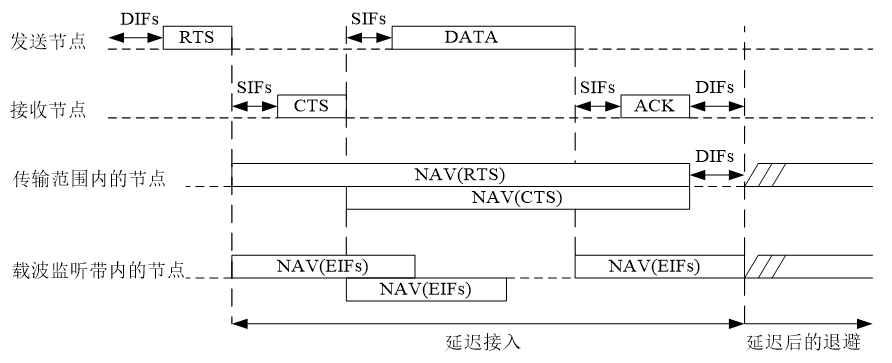 DIFs
SIFs
发送节点
RTS
DATA
SIFs
SIFs
DIFs
接收节点
CTS
ACK
DIFs
传输范围内的节点
NAV(RTS)
NAV(CTS)
载波监听带内的节点
NAV(EIFs)
NAV(EIFs)
NAV(EIFs)
延迟接入
延迟后的退避